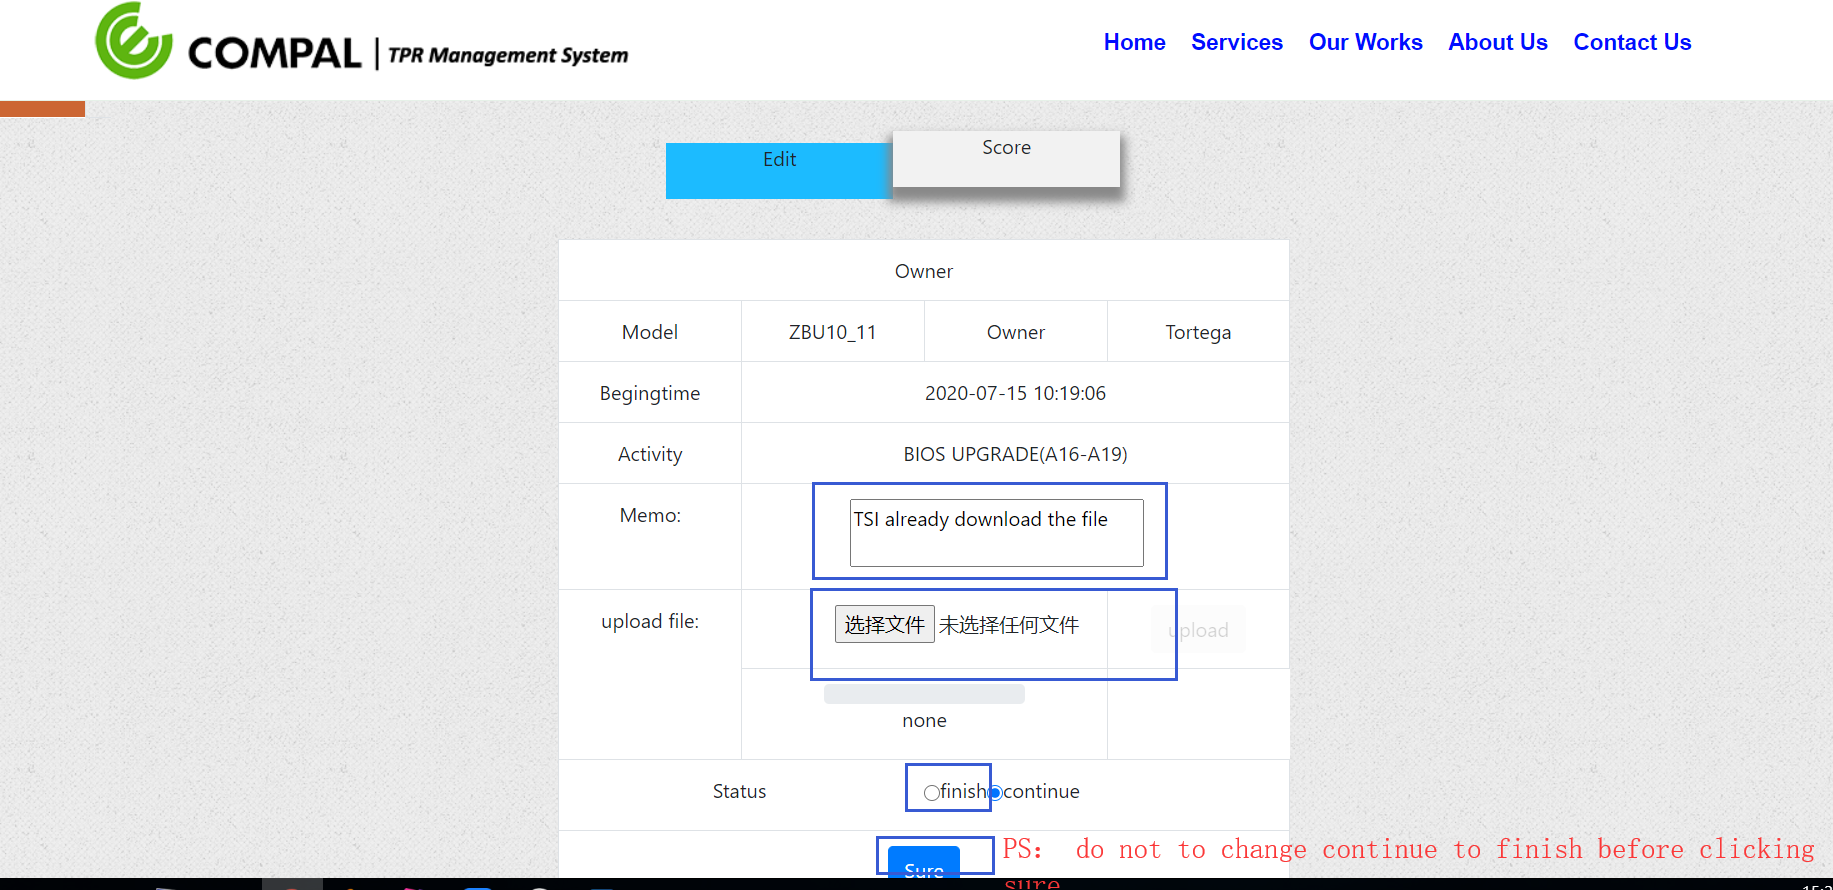 COMPAL | TPR Management System
Home Services Our Works About Us Contact Us
Edit
Score
Owner
Model ZBU10_11 Owner Tortega
Begingtime 2020-07-15 10:19:06
Activity BIOS UPGRADE(A16-A19)
Memo: TSI already download the file
upload file: 选择文件 未选择任何文件 upload
none
Status finish continue
Sure
PS: do not to change continue to finish before clicking
sure